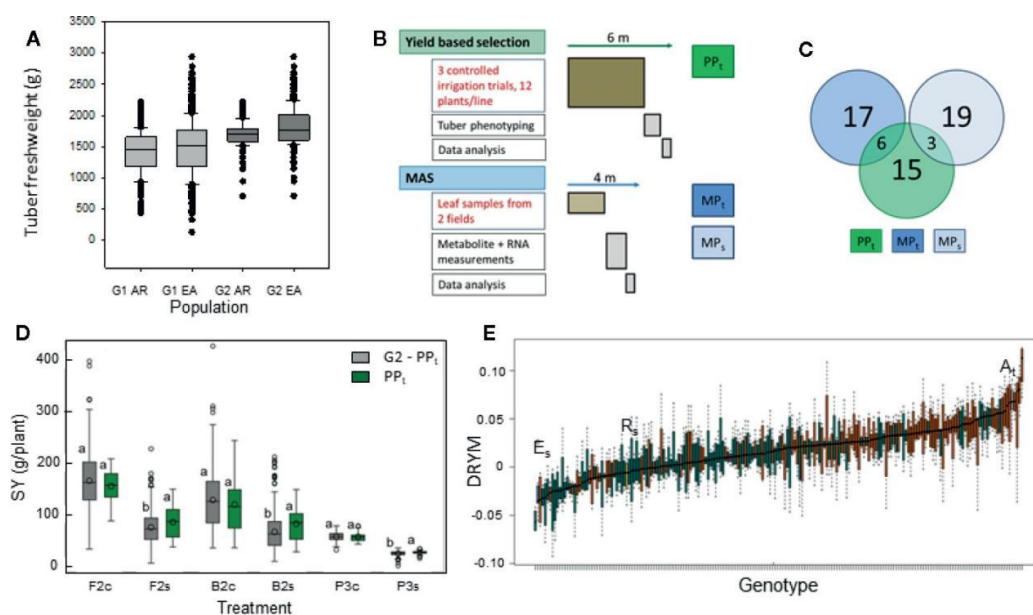 A
Tuber freshweight (g)
3500
3000
2500
2000
1500
1000
500
0
G1 AR
G1 EA
G2 AR
G2 EA
Population
B
Yield based selection
3 controlled
irrigation trials, 12
plants/line
Tuber phenotyping
Data analysis
6 m
PPt
MAS
Leaf samples from
2 fields
Metabolite + RNA
measurements
Data analysis
4 m
MPt
MPs
C
17
19
6
3
15
PPt
MPt
MPs
D
SY (g/plant)
400
300
200
100
0
G2 - PPt
PPt
a
a
b
a
a
a
b
a
a
a
b
a
F2c
F2s
B2c
B2s
P3c
P3s
Treatment
E
DRYM
0.10
0.05
0
-0.05
-0.10
Es
Rs
At
Genotype